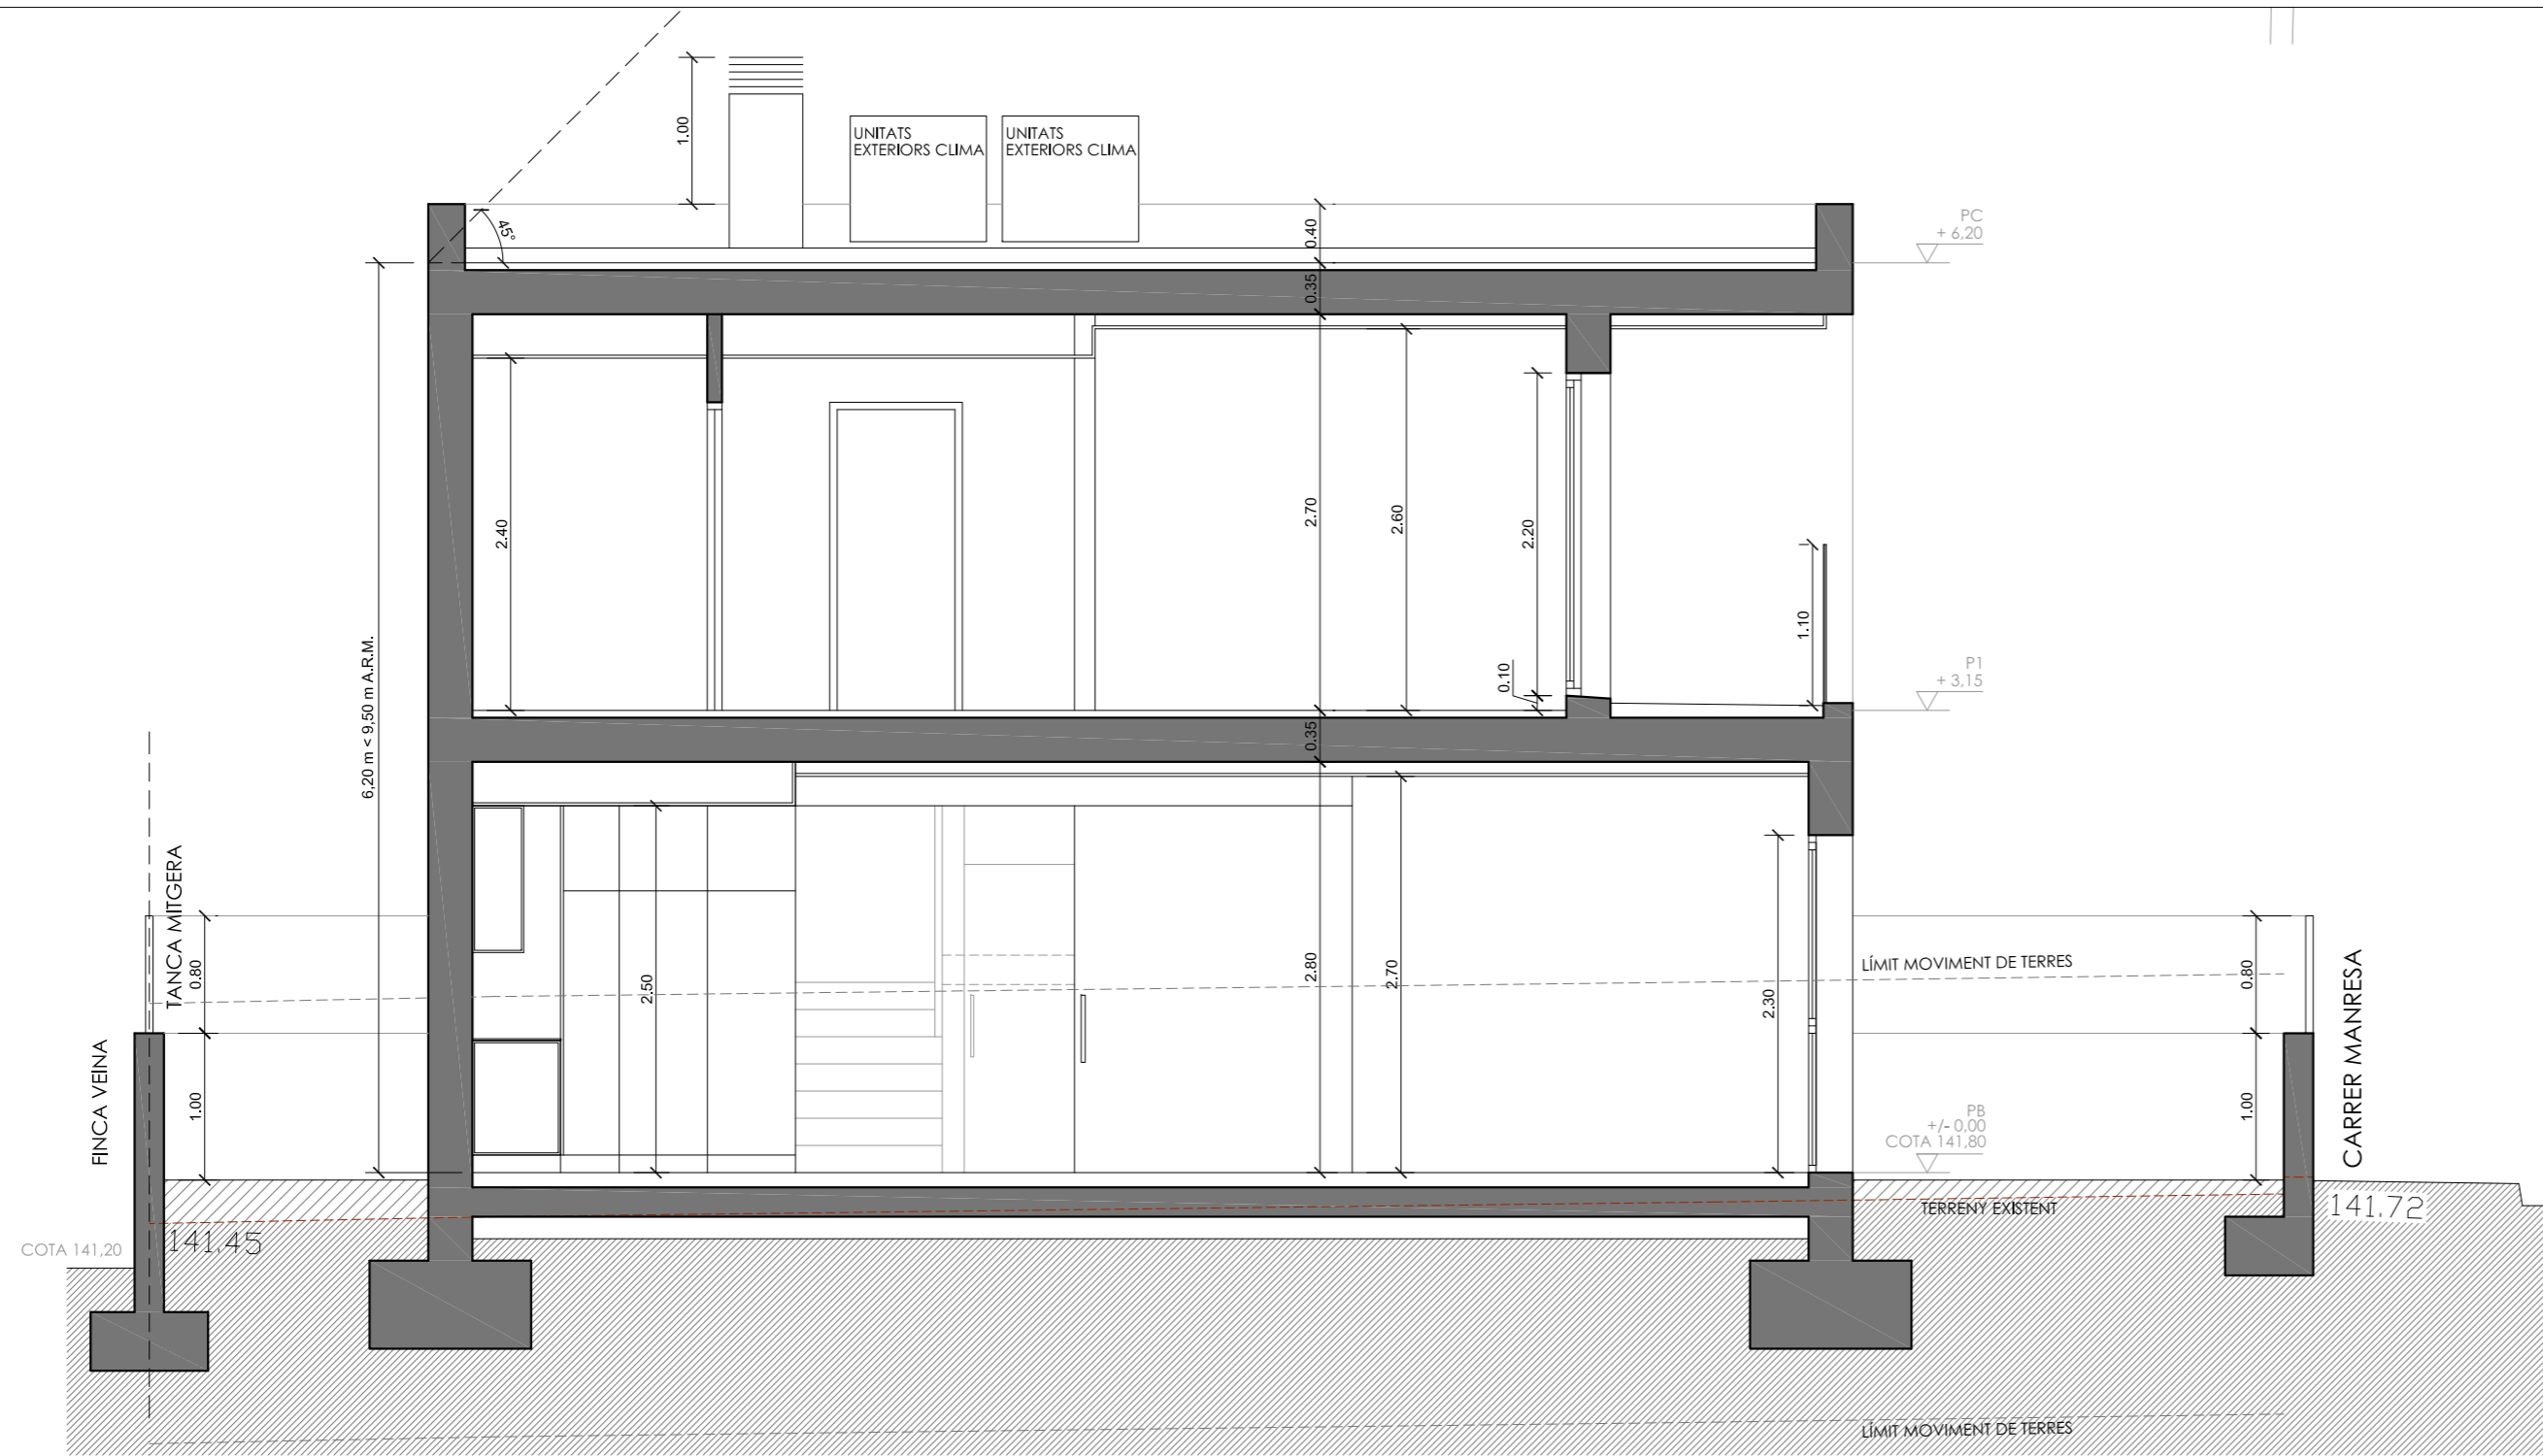 1.00
UNITATS
EXTERIORS CLIMA
UNITATS
EXTERIORS CLIMA
45°
0.40
PC
+ 6,20
0.35
2.40
2.70
2.60
2.20
0.10
1.10
P1
+ 3,15
0.35
6,20 m < 9,50 m A.R.M.
TANCA MITGERA
0.80
FINCA VEINA
1.00
2.50
2.80
2.70
2.30
LÍMIT MOVIMENT DE TERRES
0.80
1.00
CARRER MANRESA
PB
+/- 0,00
COTA 141,80
TERRENY EXISTENT
141.72
COTA 141,20
141.45
LÍMIT MOVIMENT DE TERRES